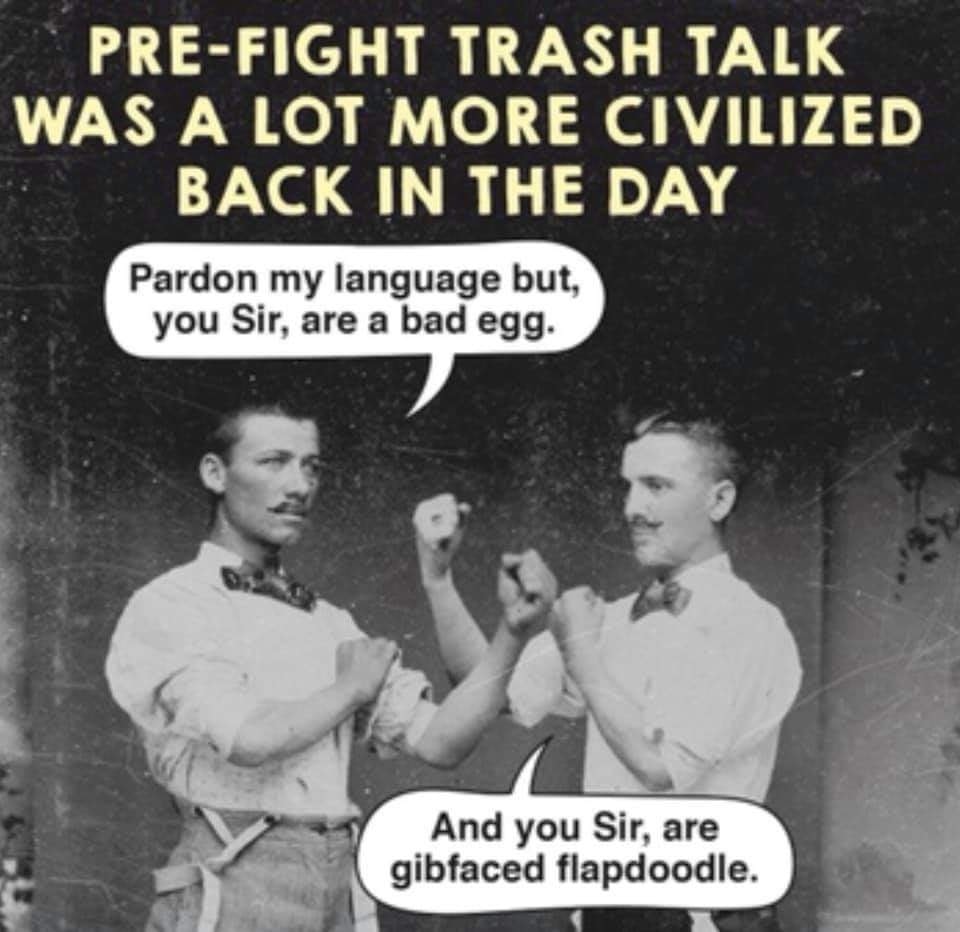 PRE-FIGHT TRASH TALK
WAS A LOT MORE CIVILIZED
BACK IN THE DAY
Pardon my language but,
you Sir, are a bad egg.
And you Sir, are
gibfaced flapdoodle.